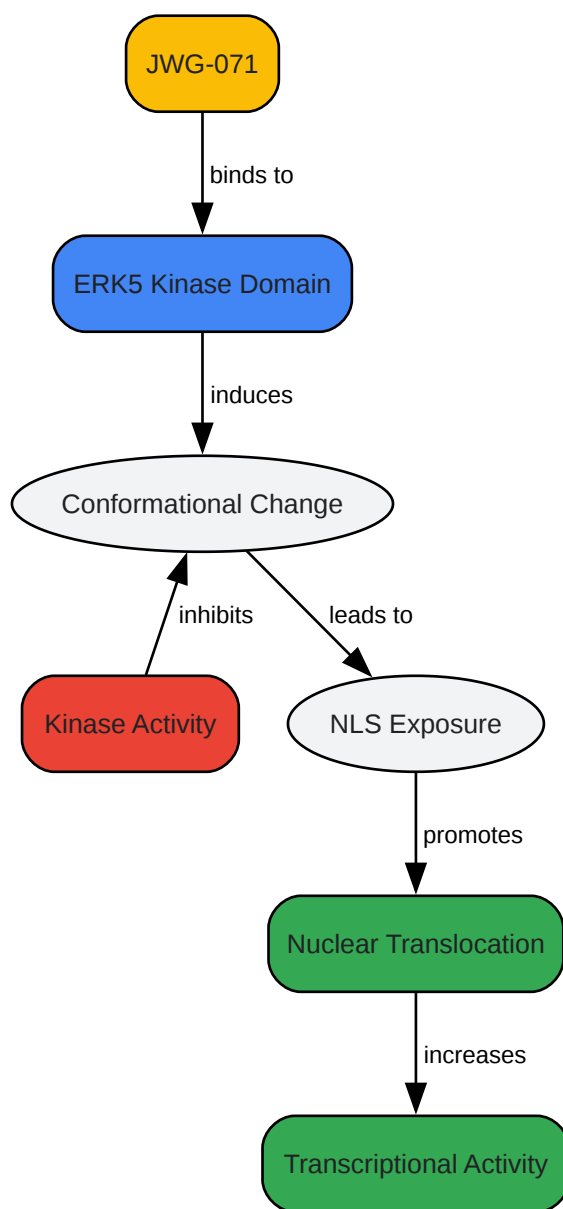 JWG-071
binds to
ERK5 Kinase Domain
induces
Conformational Change
inhibits
leads to
Kinase Activity
NLS Exposure
promotes
Nuclear Translocation
increases
Transcriptional Activity